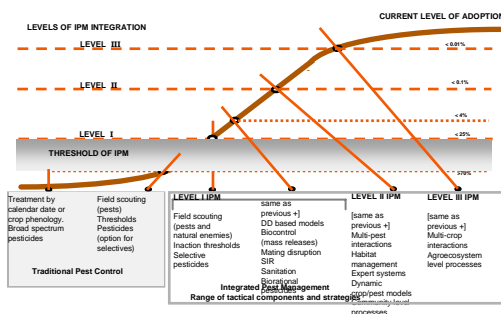 CURRENT LEVEL OF ADOPTION
LEVELS OF IPM INTEGRATION
LEVEL III
< 0.01%
LEVEL II
< 0.1%
< 4%
LEVEL I
< 25%
THRESHOLD OF IPM
>70%
Treatment by
calendar date or
crop phenology.
Broad spectrum
pesticides
Field scouting
(pests)
Thresholds
Pesticides
(option for
selectives)
Traditional Pest Control
LEVEL I IPM
Field scouting
(pests and
natural enemies)
Inaction thresholds
Selective
pesticides
same as
previous +]
DD based models
Biocontrol
(mass releases)
Mating disruption
SIR
Sanitation
Biorational
pesticides
LEVEL II IPM
[same as
previous +]
Multi-pest
interactions
Habitat
management
Expert systems
Dynamic
crop/pest models
Community level
processes
LEVEL III IPM
[same as
previous +]
Multi-crop
interactions
Agroecosystem
level processes
Integrated Pest Management
Range of tactical components and strategies